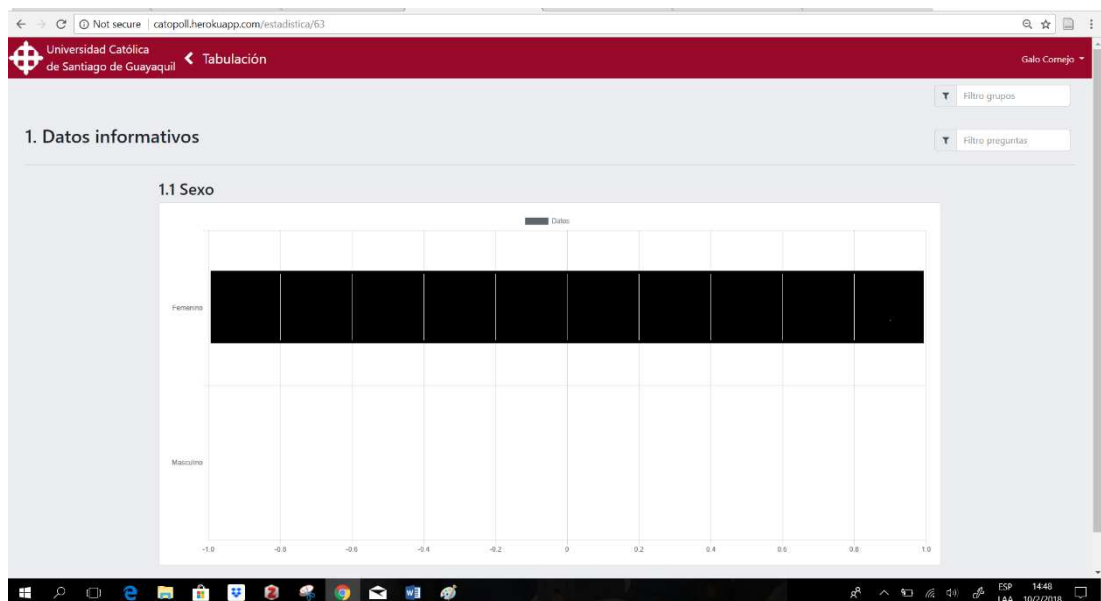 Not secure | catopoll.herokuapp.com/estadistica/63
Universidad Católica
de Santiago de Guayaquil
Tabulación
Galo Cornejo
Filtro grupos
1. Datos informativos
Filtro preguntas
1.1 Sexo
Datos
Femenino
Masculino
-1.0 -0.8 -0.6 -0.4 -0.2 0 0.2 0.4 0.6 0.8 1.0
ESP 14:48
LAA 10/2/2018